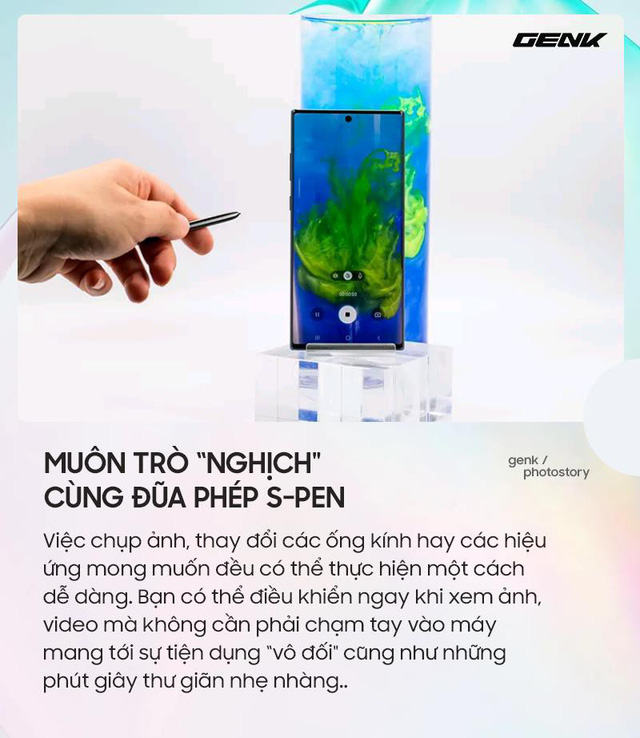 GENK
MUÔN TRÒ “NGHỊCH"
CÙNG ĐŨA PHÉP S-PEN
genk /
photostory
Việc chụp ảnh, thay đổi các ống kính hay các hiệu
ứng mong muốn đều có thể thực hiện một cách
dễ dàng. Bạn có thể điều khiển ngay khi xem ảnh,
video mà không cần phải chạm tay vào máy
mang tới sự tiện dụng “vô đối" cũng như những
phút giây thư giãn nhẹ nhàng..